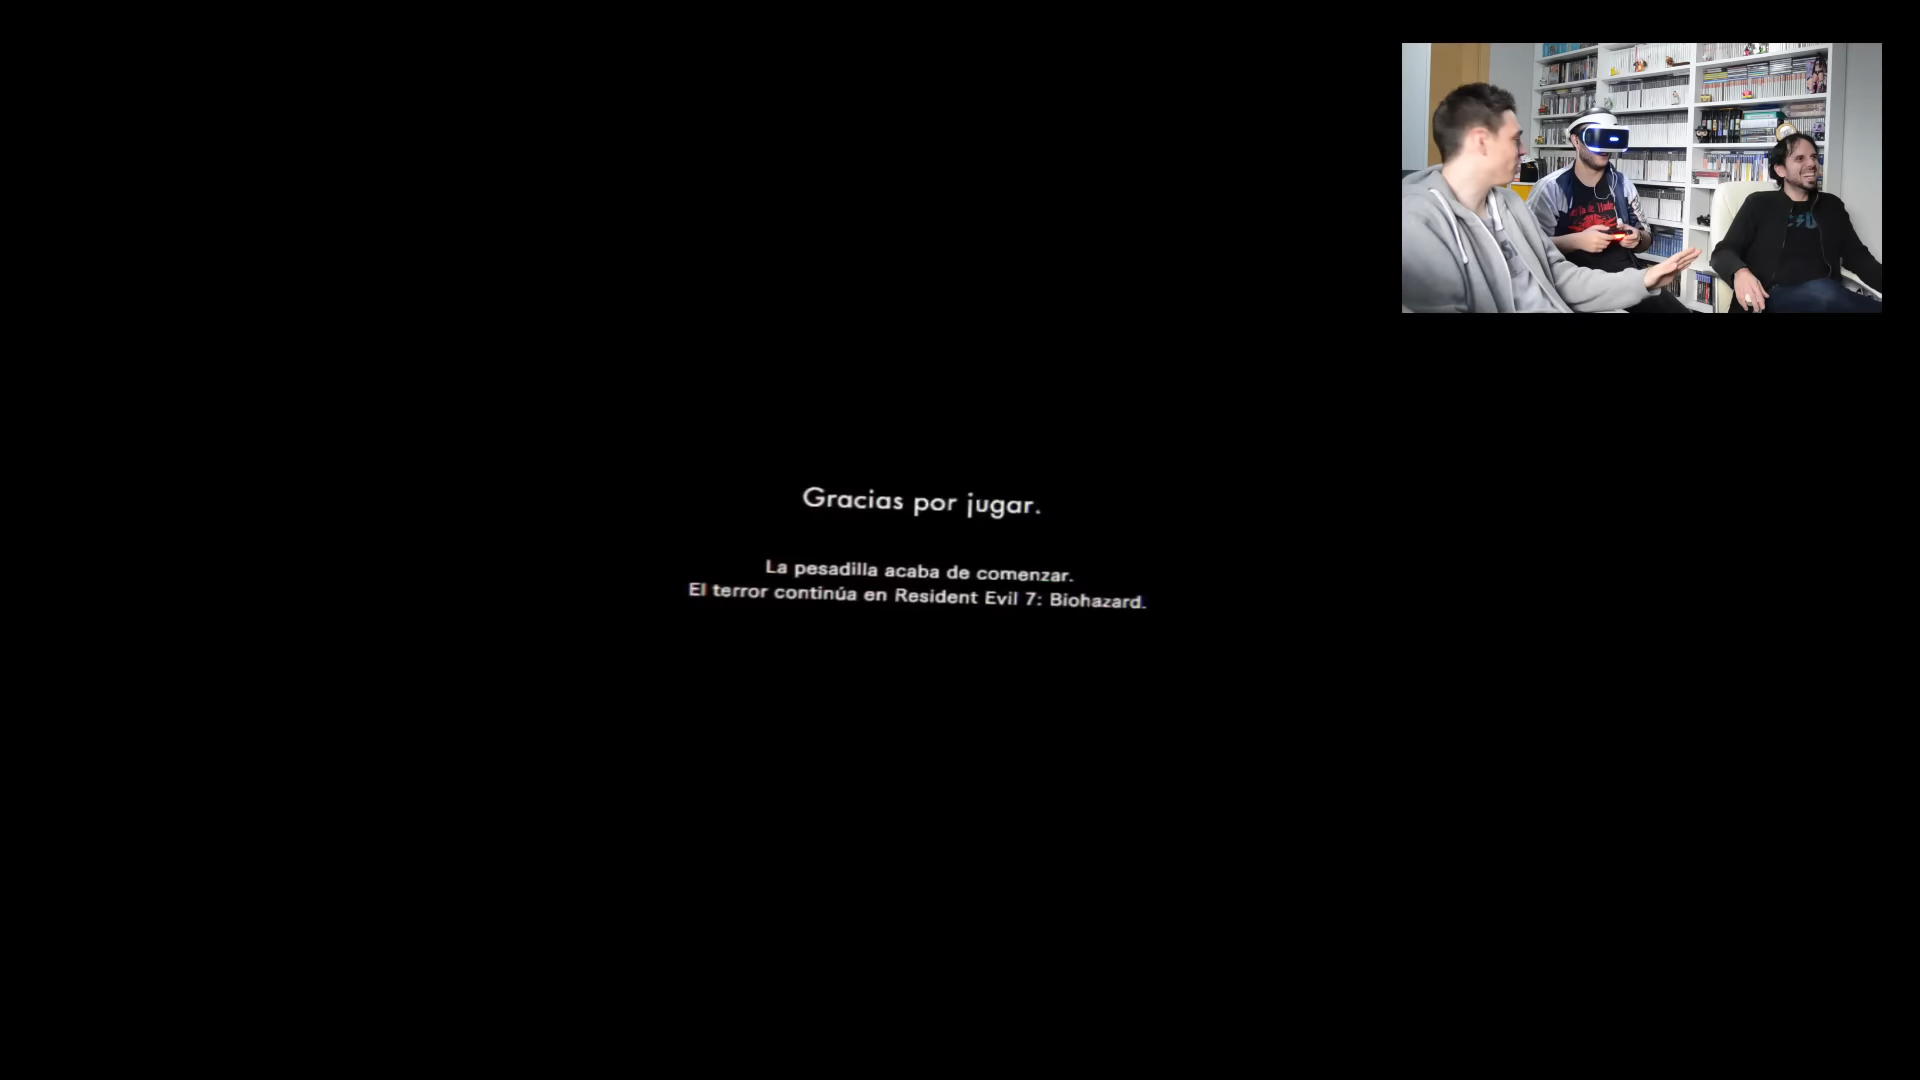 Gracias por jugar.
La pesadilla acaba de comenzar.
El terror continúa en Resident Evil 7: Biohazard.